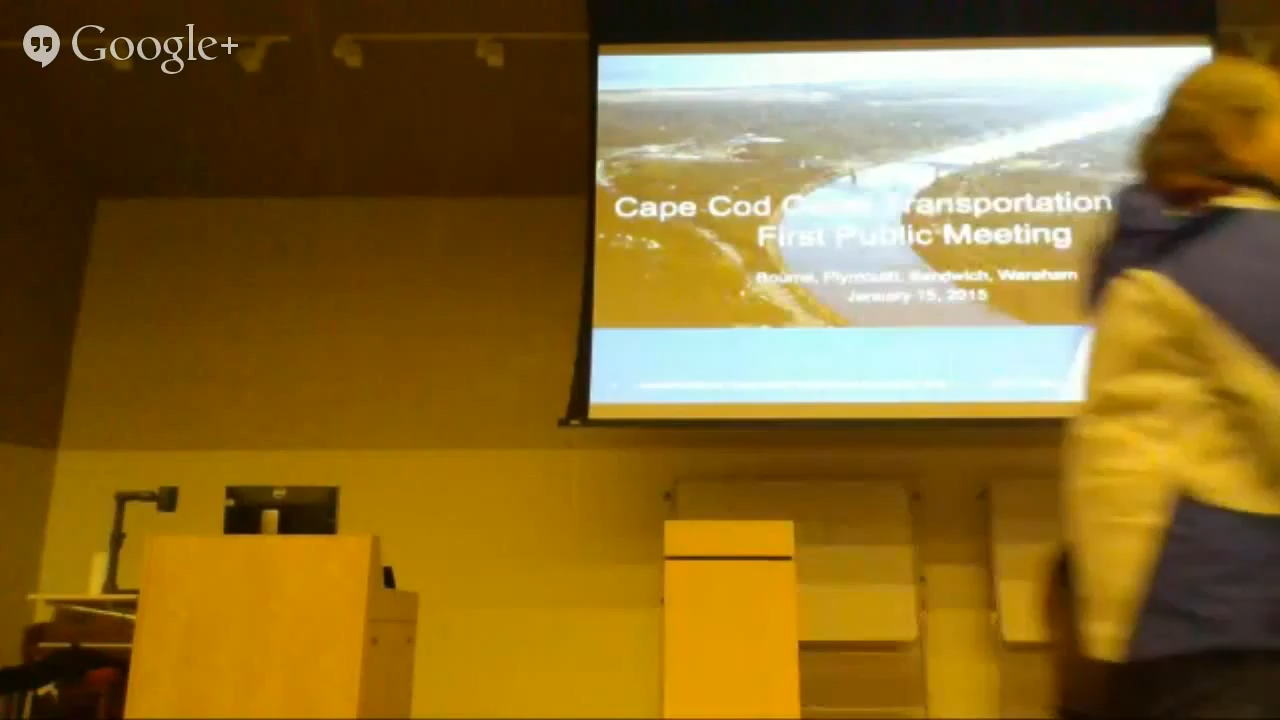 Google+
Cape Cod Transportation
First Public Meeting
Bourne, Plymouth, Sandwich, Wareham
January 15, 2015